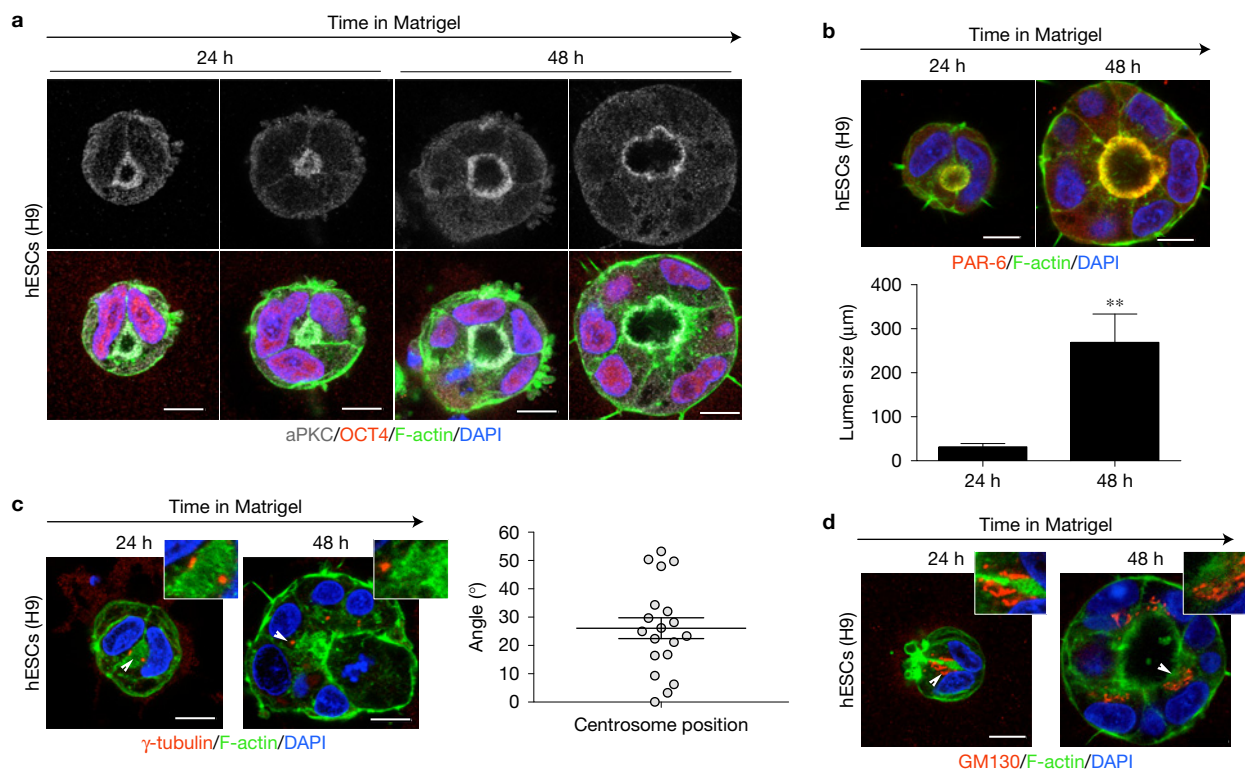 a
Time in Matrigel
24 h
48 h
hESCs (H9)
aPKC/OCT4/F-actin/DAPI
b
Time in Matrigel
24 h
48 h
hESCs (H9)
PAR-6/F-actin/DAPI
400
300
200
100
0
Lumen size (μm)
**
24 h
48 h
c
Time in Matrigel
24 h
48 h
hESCs (H9)
γ-tubulin/F-actin/DAPI
60
50
40
30
20
10
0
Angle (°)
Centrosome position
d
Time in Matrigel
24 h
48 h
hESCs (H9)
GM130/F-actin/DAPI